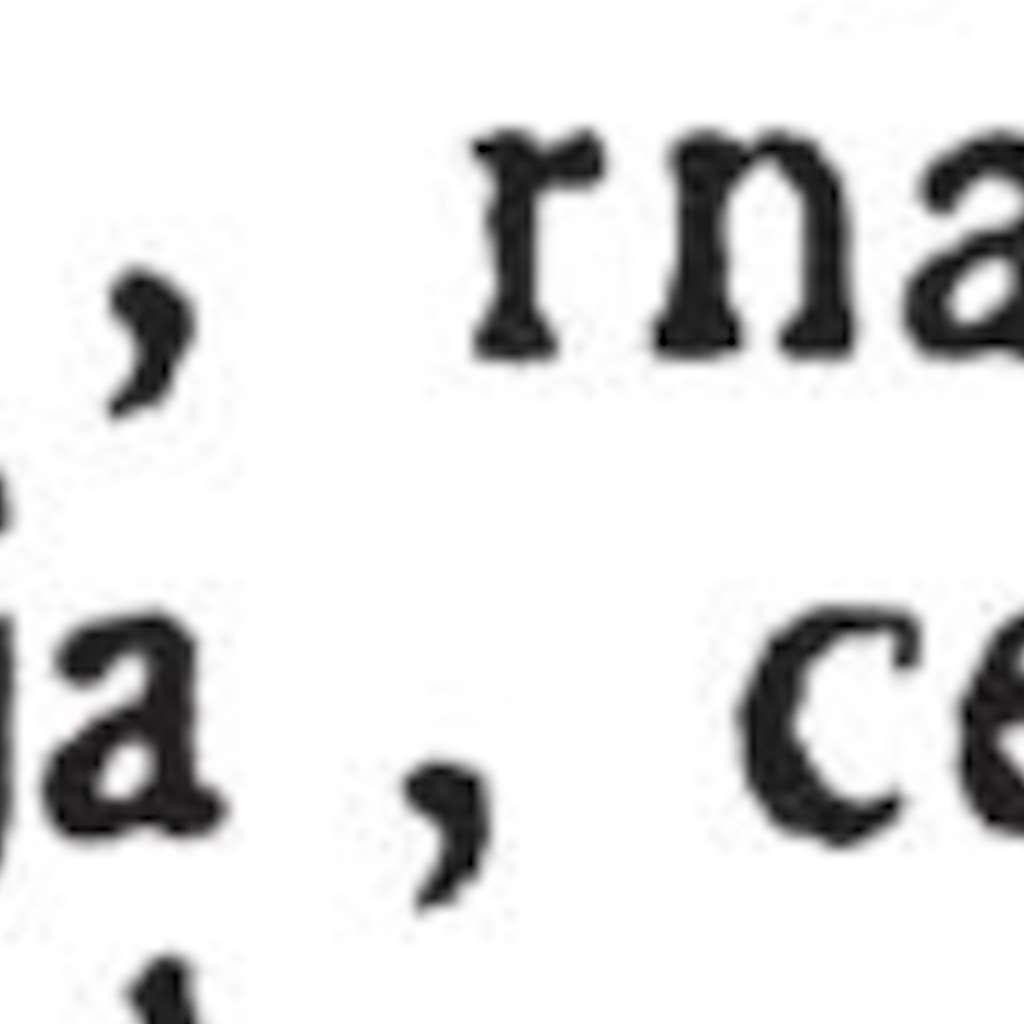 , rna
ja , ce